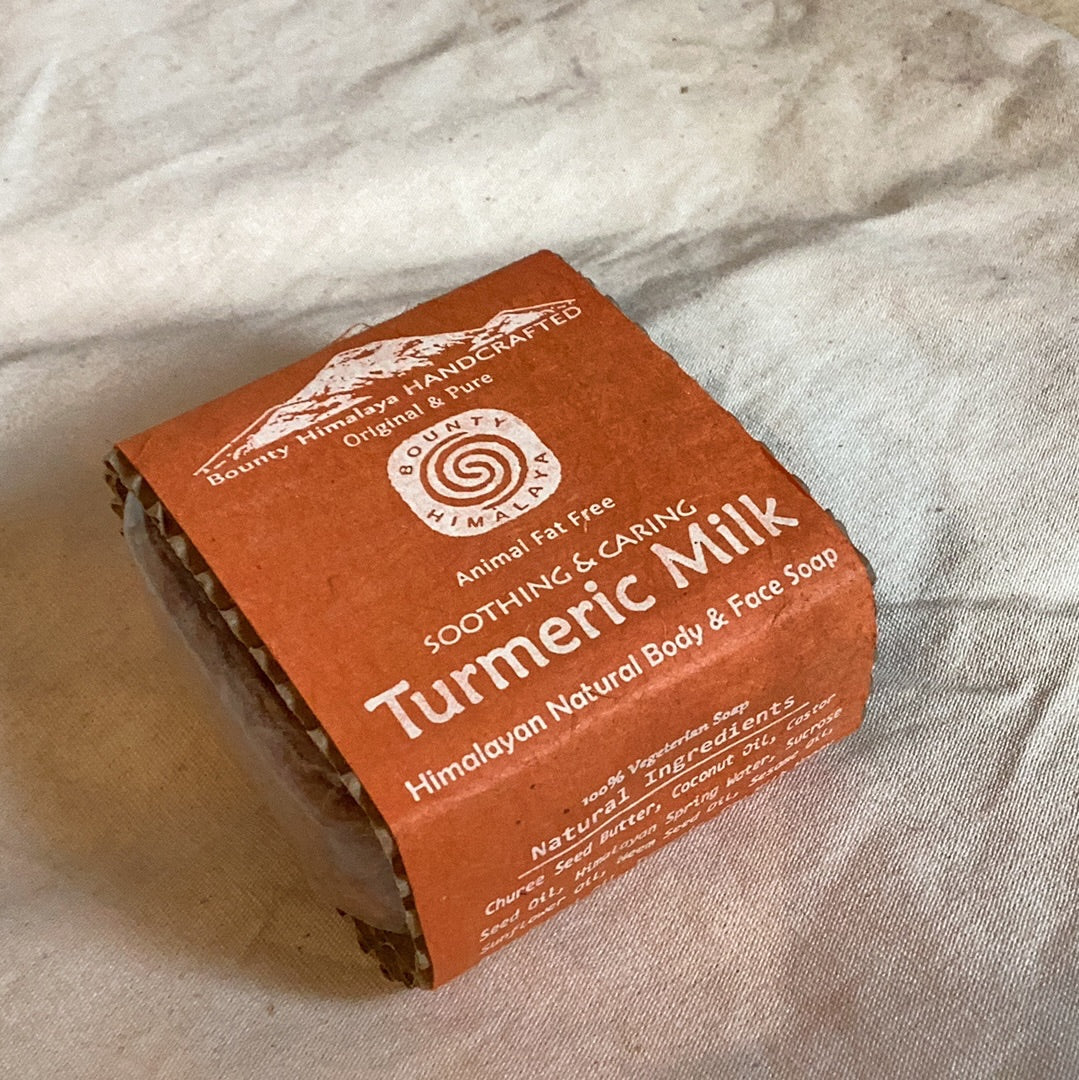 Bounty Himalaya HANDCRAFTED
Original & Pure
BOUNTY
HIMALAYA
Animal Fat Free
SOOTHING & CARING
Turmeric Milk
Himalayan Natural Body & Face Soap
100% Vegetarian Soap
Natural Ingredients
Churee Seed Butter, Coconut Oil, Castor
Seed Oil, Himalayan Spring Water, Sucrose
Sunflower Oil, Neem Seed Oil, Sesame Oil,